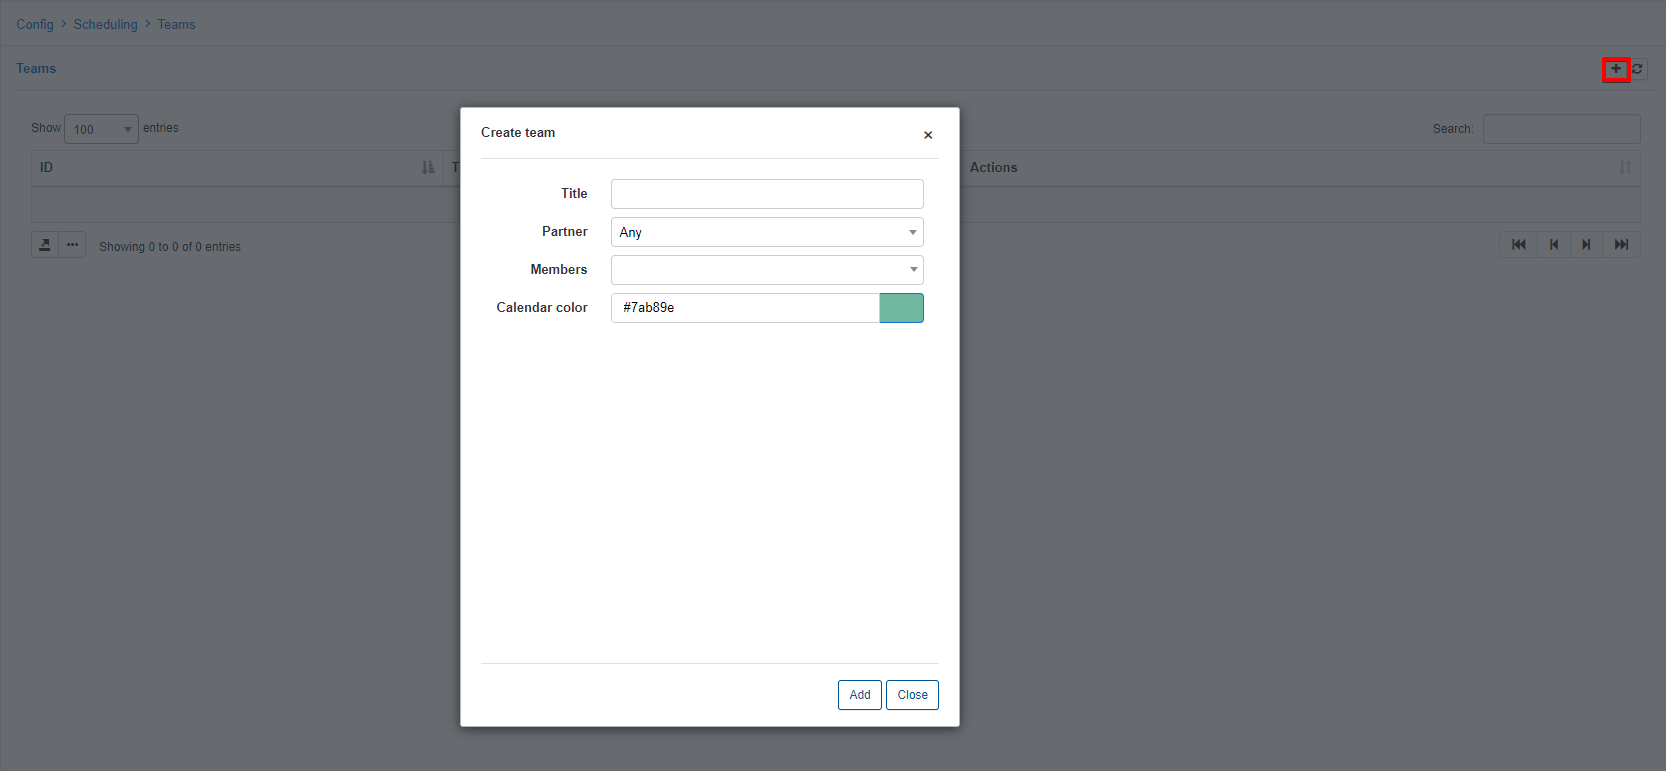 Config > Scheduling > Teams
Teams
Create team
Show 100 entries
Search:
ID
T
Actions
Title
Partner Any
Members
Calendar color #7ab89e
Showing 0 to 0 of 0 entries
Add Close